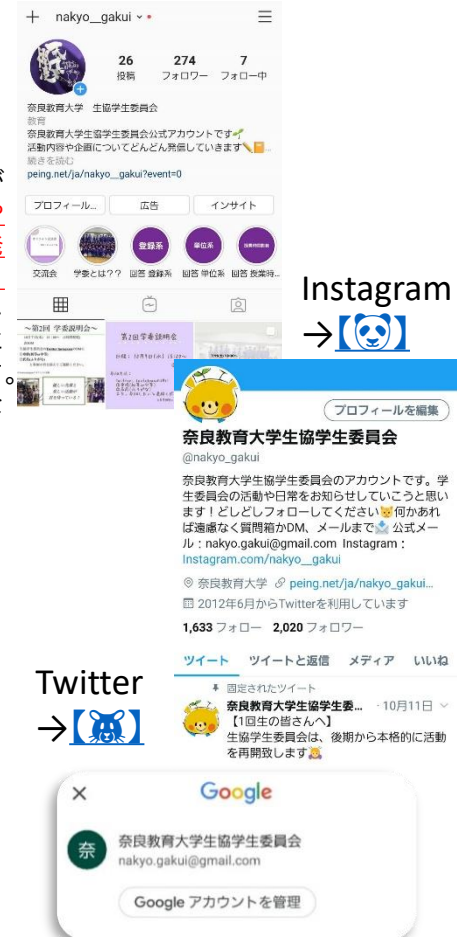 nakyo__gakui
26 274 7
投稿 フォロワー フォロー中
奈良教育大学 生協学生委員会
教育
奈良教育大学生協学生委員会公式アカウントです🌱
活動内容や企画についてどんどん発信していきます✏️📔...
続きを読む
peing.net/ja/nakyo__gakui?event=0
プロフィール... 広告 インサイト
登録系 単位系
交流会 学委とは?? 回答 登録系 回答 単位系 回答 授業時...
～第2回 学委説明会～
第2回学委説明会
Instagram
→【🐼】
プロフィールを編集
奈良教育大学生協学生委員会
@nakyo_gakui
奈良教育大学生協学生委員会のアカウントです。学
生委員会の活動や日常をお知らせしていこうと思い
ます！どしどしフォローしてください🐱何かあれ
ば遠慮なく質問箱かDM、メールまで📩 公式メー
ル：nakyo.gakui@gmail.com Instagram：
Instagram.com/nakyo__gakui
奈良教育大学 peing.net/ja/nakyo_gakui...
2012年6月からTwitterを利用しています
1,633 フォロー 2,020 フォロワー
ツイート ツイートと返信 メディア いいね
固定されたツイート
奈良教育大学生協学生委... ・10月11日
【1回生の皆さんへ】
生協学生委員会は、後期から本格的に活動
を再開致します🐹
Twitter
→【🐹】
Google
奈
奈良教育大学生協学生委員会
nakyo.gakui@gmail.com
Google アカウントを管理